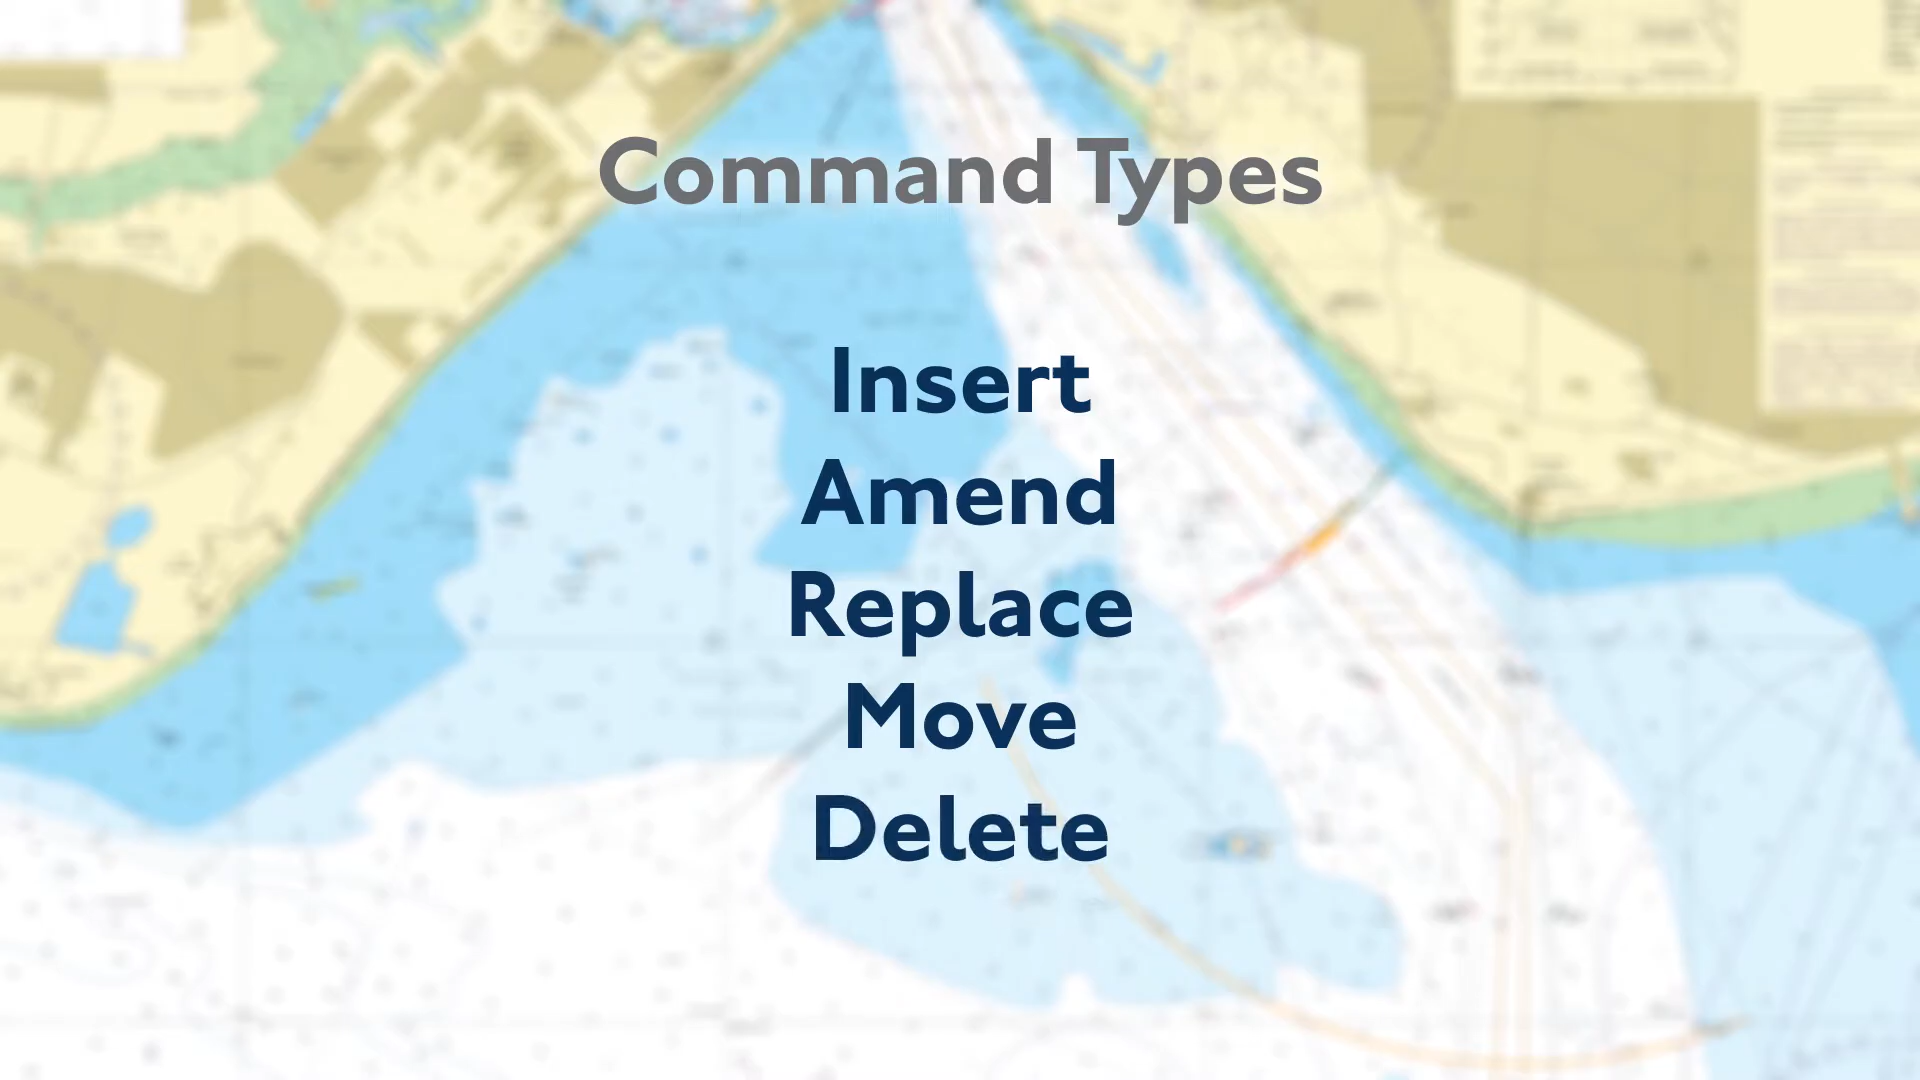 Command Types
Insert
Amend
Replace
Move
Delete